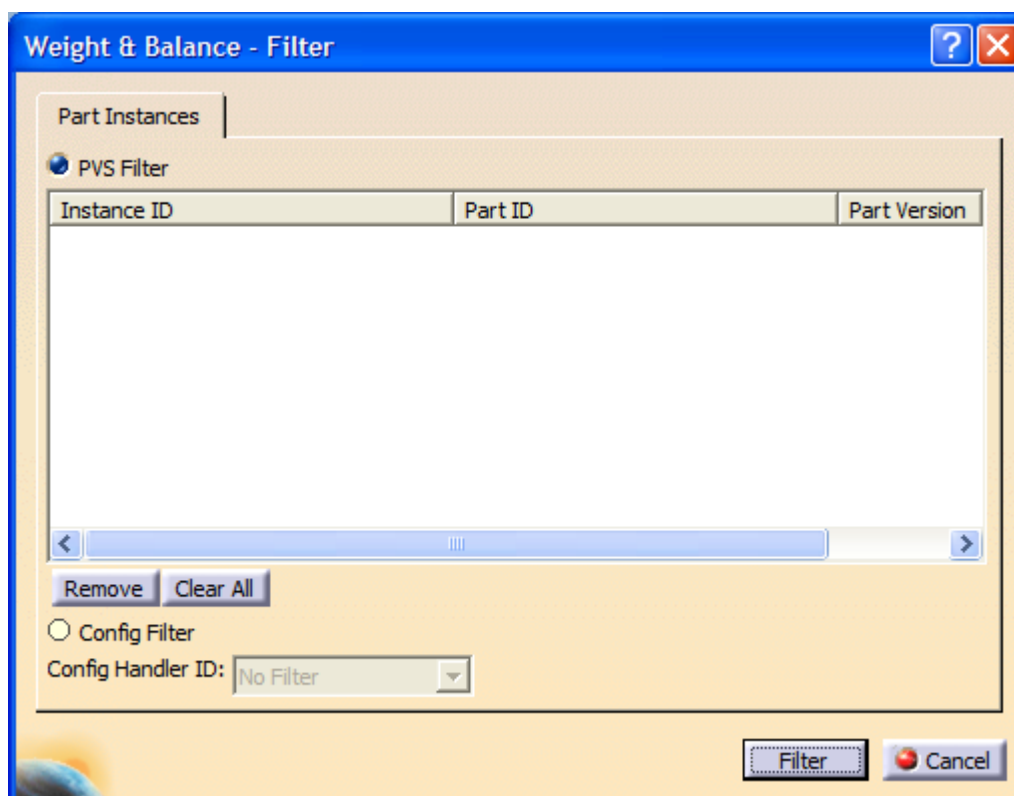 Weight & Balance - Filter
Part Instances
PVS Filter
Instance ID Part ID Part Version
Remove Clear All
Config Filter
Config Handler ID: No Filter
Filter Cancel